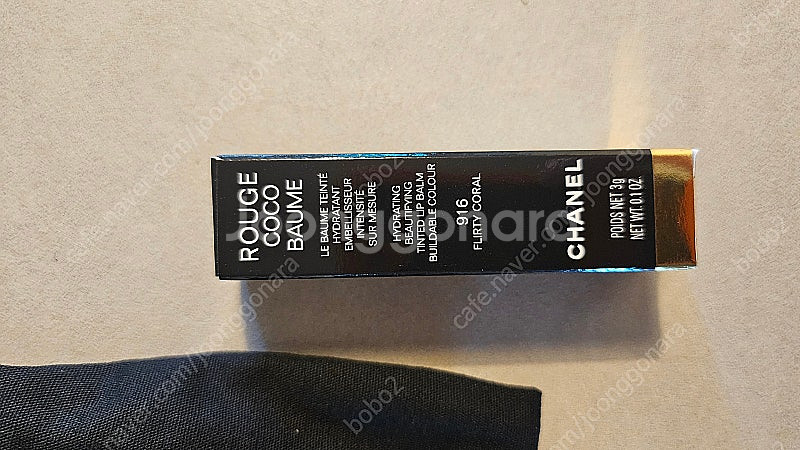 ROUGE
COCO
BAUME
LE BAUME TEINTÉ
HYDRATANT
EMBELLISSEUR
INTENSITÉ
SUR MESURE
HYDRATING
BEAUTIFYING
TINTED LIP BALM
BUILDABLE COLOUR
916
FLIRTY CORAL
CHANEL
POIDS NET 3g
NET WT. 0.1 OZ.
joonggonara
cafe.naver.com/joonggonara
bobo2